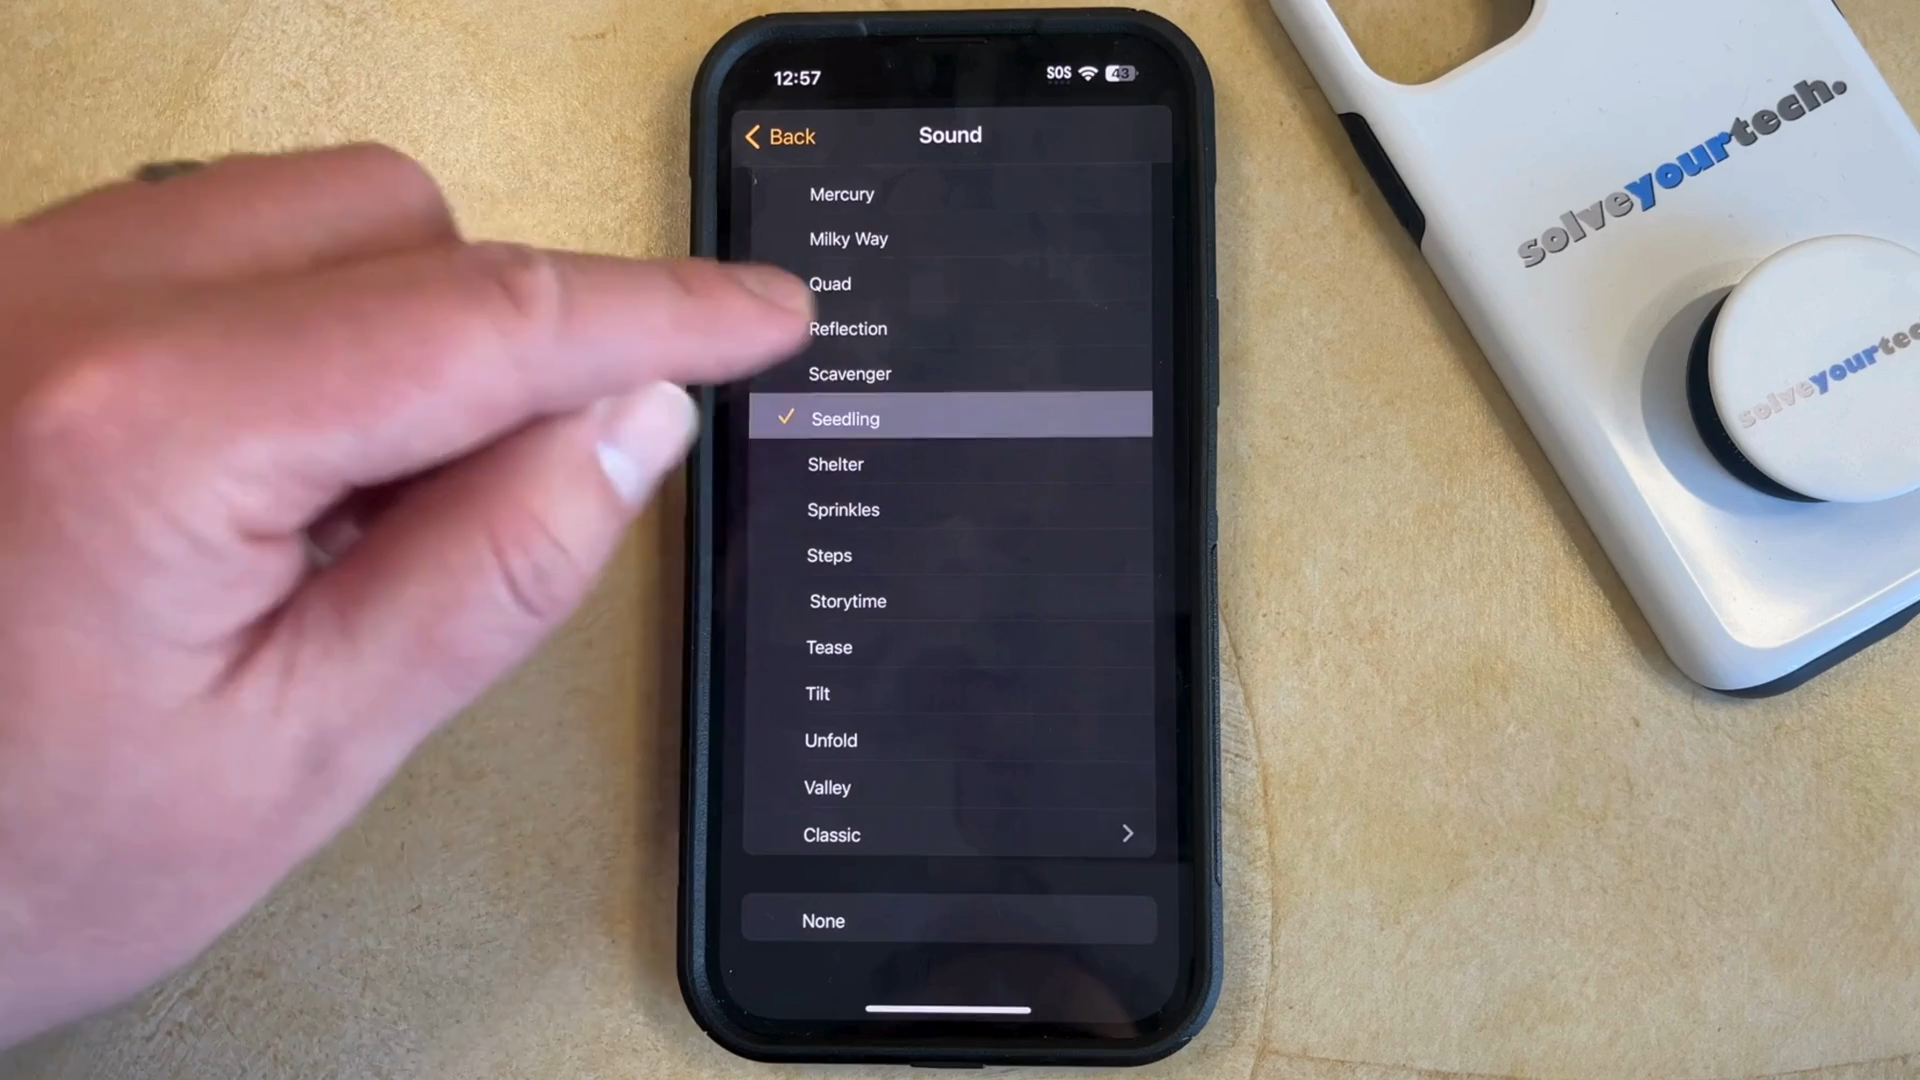 12:57
SOS 43
Back
Sound
Mercury
Milky Way
Quad
Reflection
Scavenger
Seedling
Shelter
Sprinkles
Steps
Storytime
Tease
Tilt
Unfold
Valley
Classic
None
solveyourtech.
solveyourtec